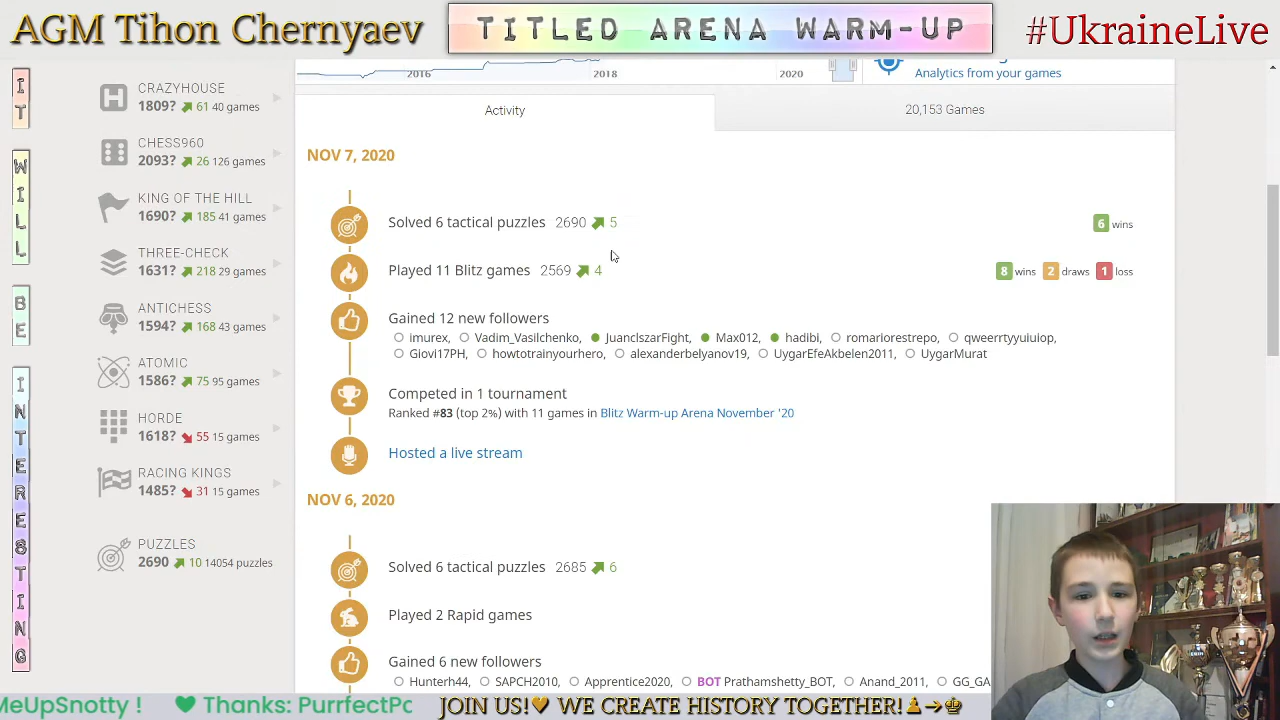 AGM Tihon Chernyaev
TITLED ARENA WARM-UP
#UkraineLive
IT
WILL
BE
INTERESTING
CRAZYHOUSE
1809? 61 40 games
CHESS960
2093? 26 126 games
KING OF THE HILL
1690? 185 41 games
THREE-CHECK
1631? 218 29 games
ANTICHESS
1594? 168 43 games
ATOMIC
1586? 75 95 games
HORDE
1618? 55 15 games
RACING KINGS
1485? 31 15 games
PUZZLES
2690 10 14054 puzzles
2016 2018 2020
Analytics from your games
Activity
20,153 Games
NOV 7, 2020
Solved 6 tactical puzzles 2690 5
6 wins
Played 11 Blitz games 2569 4
8 wins 2 draws 1 loss
Gained 12 new followers
imurex, Vadim_Vasilchenko, JuanclszarFight, Max012, hadibi, romariorestrepo, qweerrtyyuiulop,
Giovi17PH, howtotrainyourhero, alexanderbelyanov19, UygarEfeAkbelen2011, UygarMurat
Competed in 1 tournament
Ranked #83 (top 2%) with 11 games in Blitz Warm-up Arena November '20
Hosted a live stream
NOV 6, 2020
Solved 6 tactical puzzles 2685 6
Played 2 Rapid games
Gained 6 new followers
Hunterh44, SAPCH2010, Apprentice2020, BOT Prathamshetty_BOT, Anand_2011, GG_GA
MeUpSnotty ! Thanks: PurrfectPo
JOIN US! WE CREATE HISTORY TOGETHER!